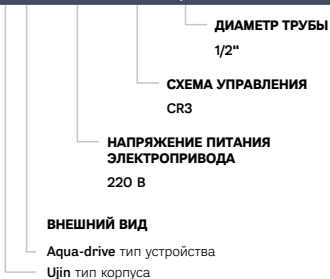 ДИАМЕТР ТРУБЫ
1/2"
СХЕМА УПРАВЛЕНИЯ
CR3
НАПРЯЖЕНИЕ ПИТАНИЯ
ЭЛЕКТРОПРИВОДА
220 В
ВНЕШНИЙ ВИД
Aqua-drive тип устройства
Ujin тип корпуса